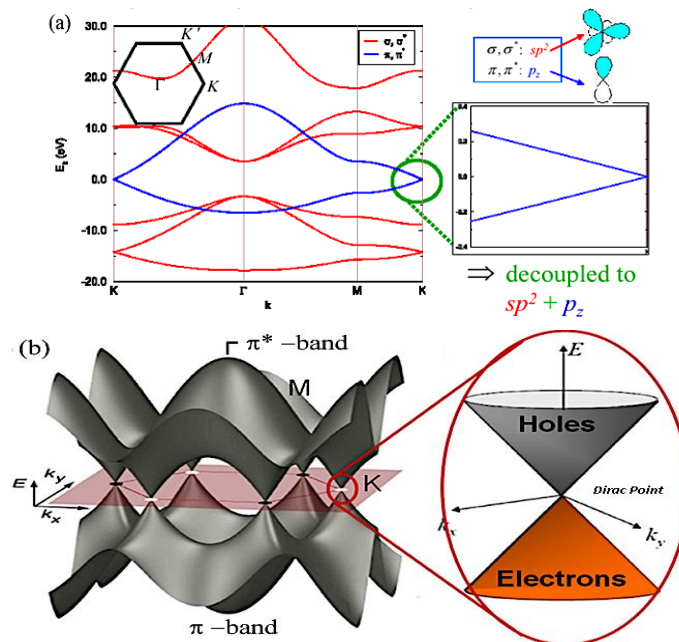 (a)
30.0
20.0
10.0
0.0
-10.0
-20.0
E_k (eV)
K'
M
K
Γ
σ, σ*
π, π*
K
Γ
M
K
k
σ, σ*: sp²
π, π*: p_z
0.4
0.2
0.0
-0.2
-0.4
⇒ decoupled to
sp² + p_z
(b)
Γ π* -band
M
K
E
k_y
k_x
π -band
E
Holes
Dirac Point
k_x
k_y
Electrons